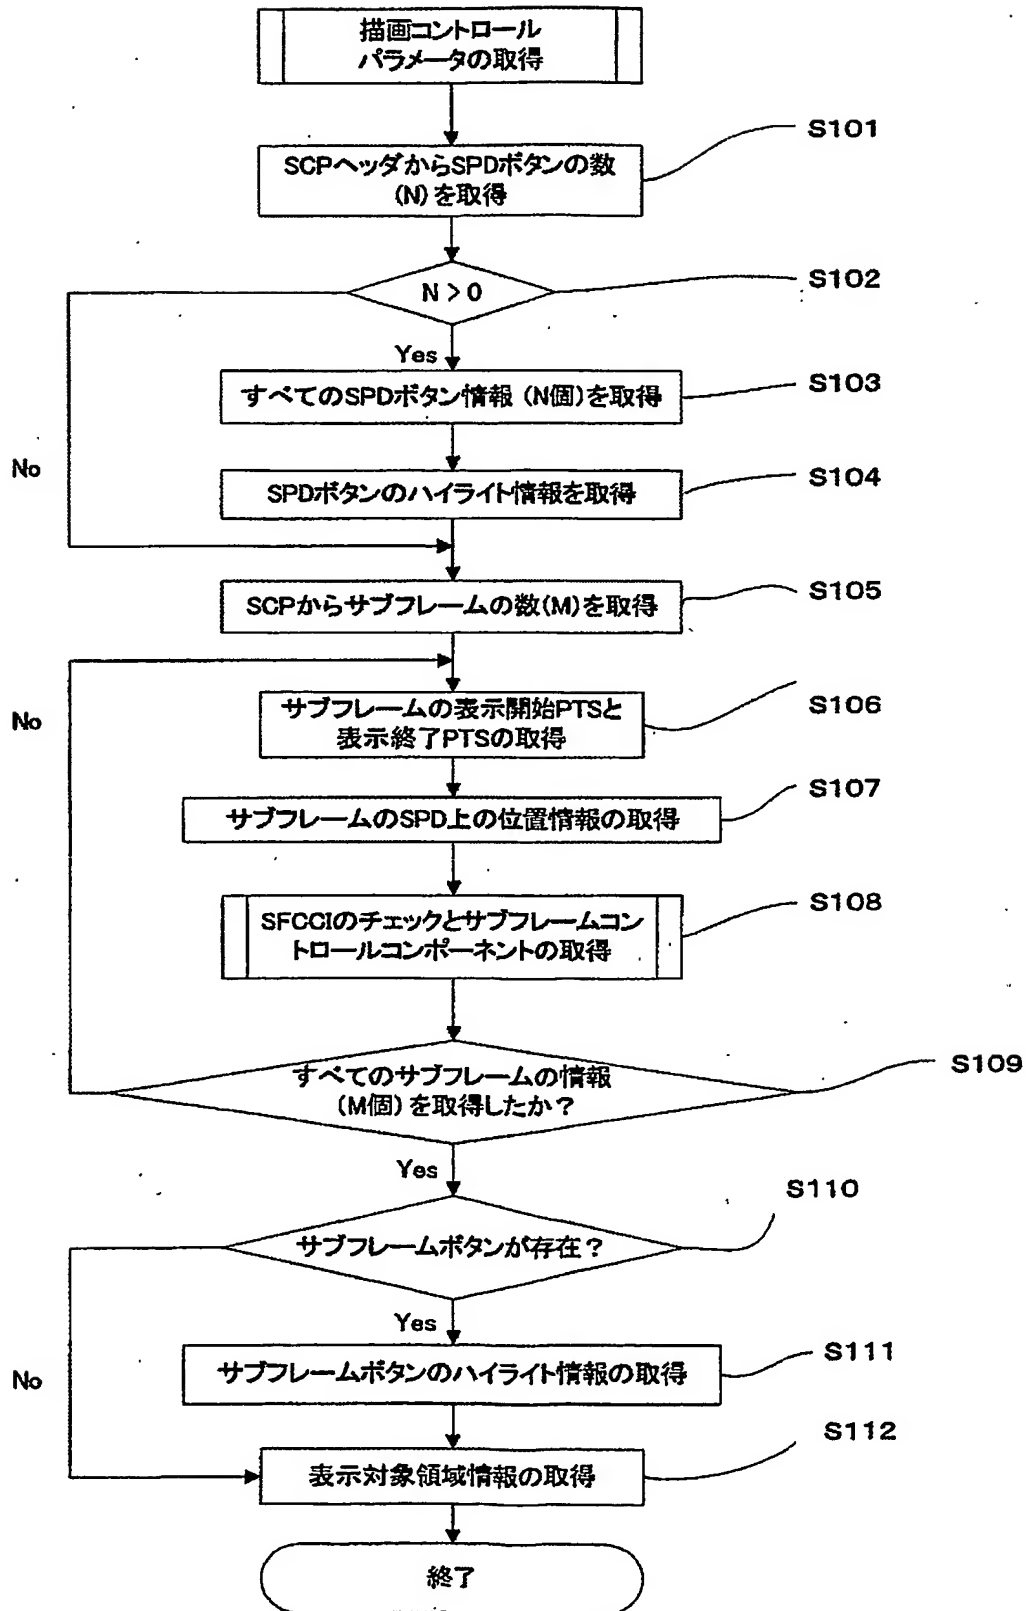 描画コントロール
パラメータの取得
S101
SCPヘッダからSPDボタンの数
(N)を取得
S102
N > 0
Yes
S103
すべてのSPDボタン情報 (N個)を取得
No
S104
SPDボタンのハイライト情報を取得
S105
SCPからサブフレームの数(M)を取得
No
S106
サブフレームの表示開始PTSと
表示終了PTSの取得
S107
サブフレームのSPD上の位置情報の取得
S108
SFCCIのチェックとサブフレームコン
トロールコンポーネントの取得
S109
すべてのサブフレームの情報
(M個)を取得したか？
Yes
S110
サブフレームボタンが存在？
Yes
S111
サブフレームボタンのハイライト情報の取得
No
S112
表示対象領域情報の取得
終了